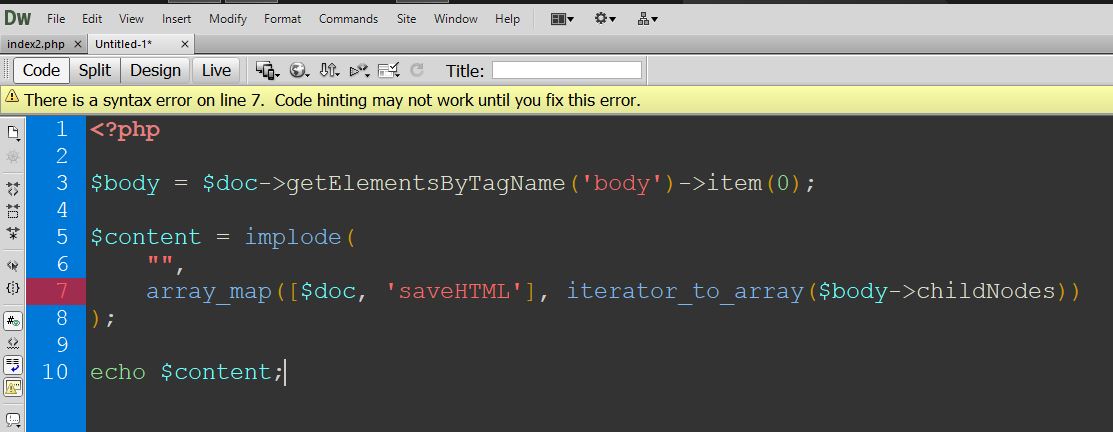 Dw File Edit View Insert Modify Format Commands Site Window Help
index2.php × Untitled-1* ×
Code Split Design Live Title:
There is a syntax error on line 7. Code hinting may not work until you fix this error.
1 <?php
2
3 $body = $doc->getElementsByTagName('body')->item(0);
4
5 $content = implode(
6     "",
7     array_map([$doc, 'saveHTML'], iterator_to_array($body->childNodes))
8 );
9
10 echo $content;